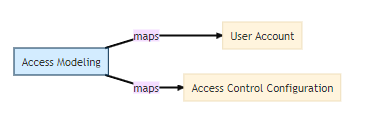 maps
User Account
Access Modeling
maps
Access Control Configuration